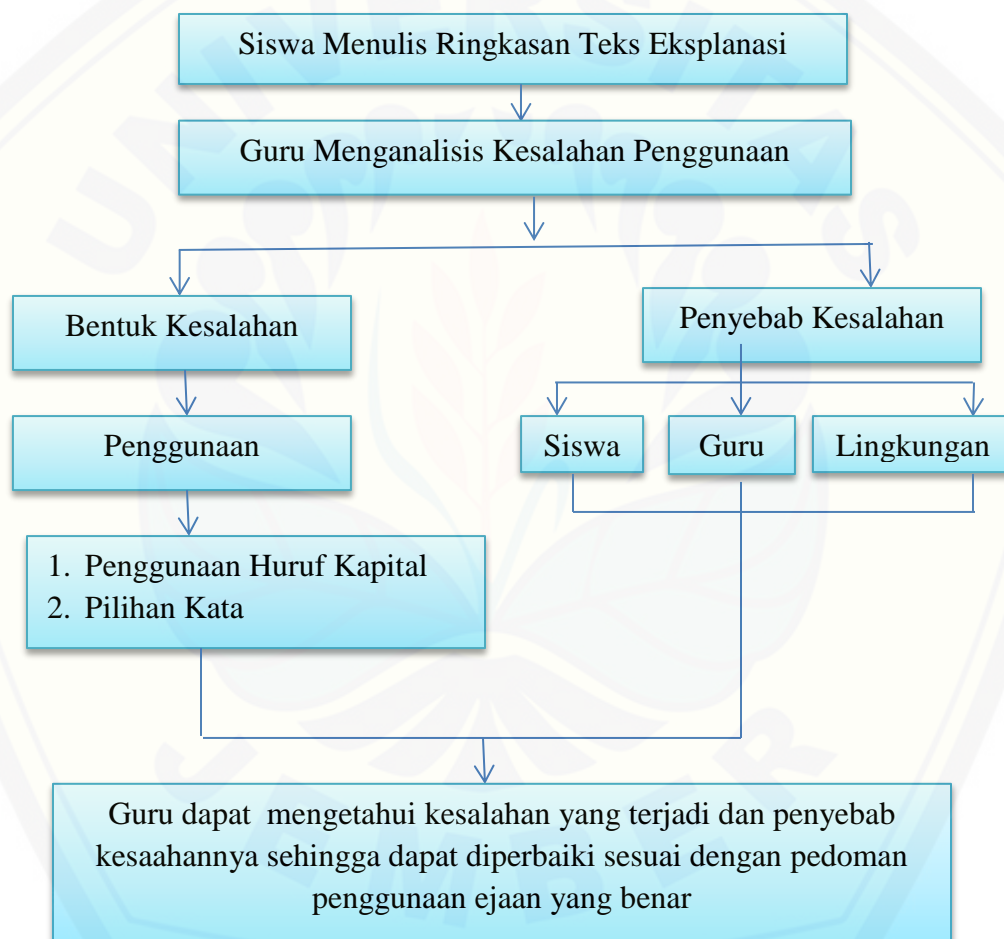 Siswa Menulis Ringkasan Teks Eksplanasi
Guru Menganalisis Kesalahan Penggunaan
Bentuk Kesalahan
Penyebab Kesalahan
Penggunaan
Siswa
Guru
Lingkungan
1. Penggunaan Huruf Kapital
2. Pilihan Kata
Guru dapat mengetahui kesalahan yang terjadi dan penyebab
kesaahannya sehingga dapat diperbaiki sesuai dengan pedoman
penggunaan ejaan yang benar
UNIVERSITAS
JEMBER